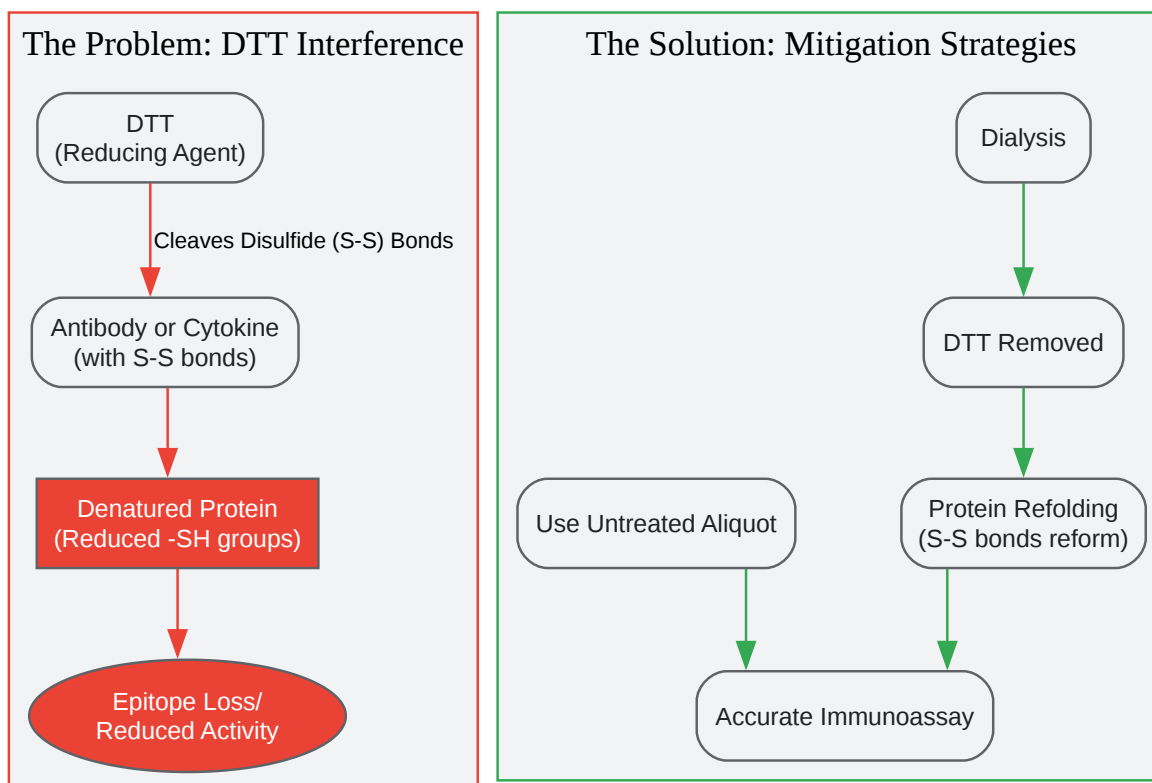 The Problem: DTT Interference
DTT
(Reducing Agent)
Cleaves Disulfide (S-S) Bonds
Antibody or Cytokine
(with S-S bonds)
Denatured Protein
(Reduced -SH groups)
Epitope Loss/
Reduced Activity
The Solution: Mitigation Strategies
Dialysis
DTT Removed
Use Untreated Aliquot
Protein Refolding
(S-S bonds reform)
Accurate Immunoassay